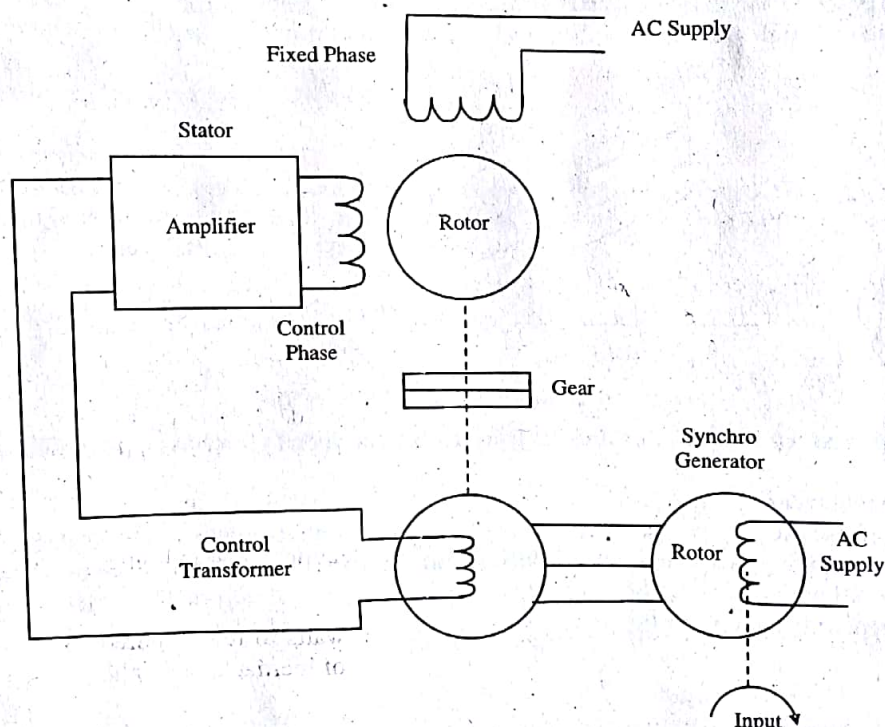 AC Supply
Fixed Phase
Stator
Amplifier
Rotor
Control
Phase
Gear
Synchro
Generator
Control
Transformer
Rotor
AC
Supply
Input